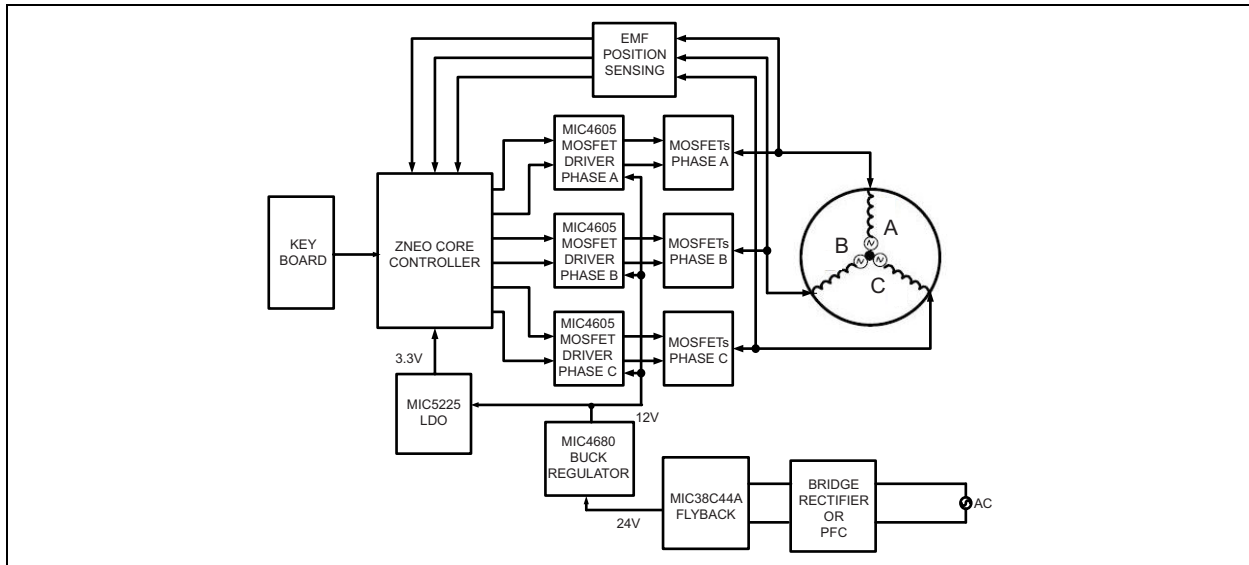 EMF
POSITION
SENSING
MIC4605
MOSFET
DRIVER
PHASE A
MOSFETs
PHASE A
KEY
BOARD
ZNEO CORE
CONTROLLER
MIC4605
MOSFET
DRIVER
PHASE B
MOSFETs
PHASE B
A
B
C
MIC4605
MOSFET
DRIVER
PHASE C
MOSFETs
PHASE C
3.3V
MIC5225
LDO
12V
MIC4680
BUCK
REGULATOR
24V
MIC38C44A
FLYBACK
BRIDGE
RECTIFIER
OR
PFC
AC